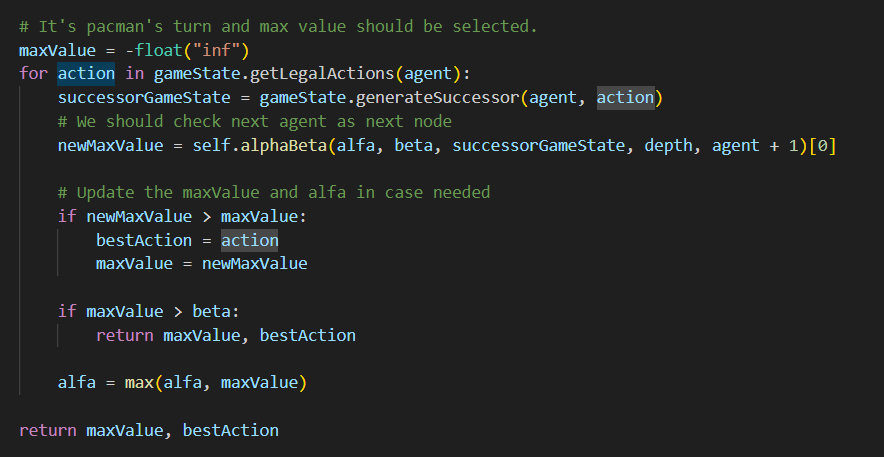 # It's pacman's turn and max value should be selected.
maxValue = -float("inf")
for action in gameState.getLegalActions(agent):
    successorGameState = gameState.generateSuccessor(agent, action)
    # We should check next agent as next node
    newMaxValue = self.alphaBeta(alfa, beta, successorGameState, depth, agent + 1)[0]

    # Update the maxValue and alfa in case needed
    if newMaxValue > maxValue:
        bestAction = action
        maxValue = newMaxValue

    if maxValue > beta:
        return maxValue, bestAction

    alfa = max(alfa, maxValue)

return maxValue, bestAction